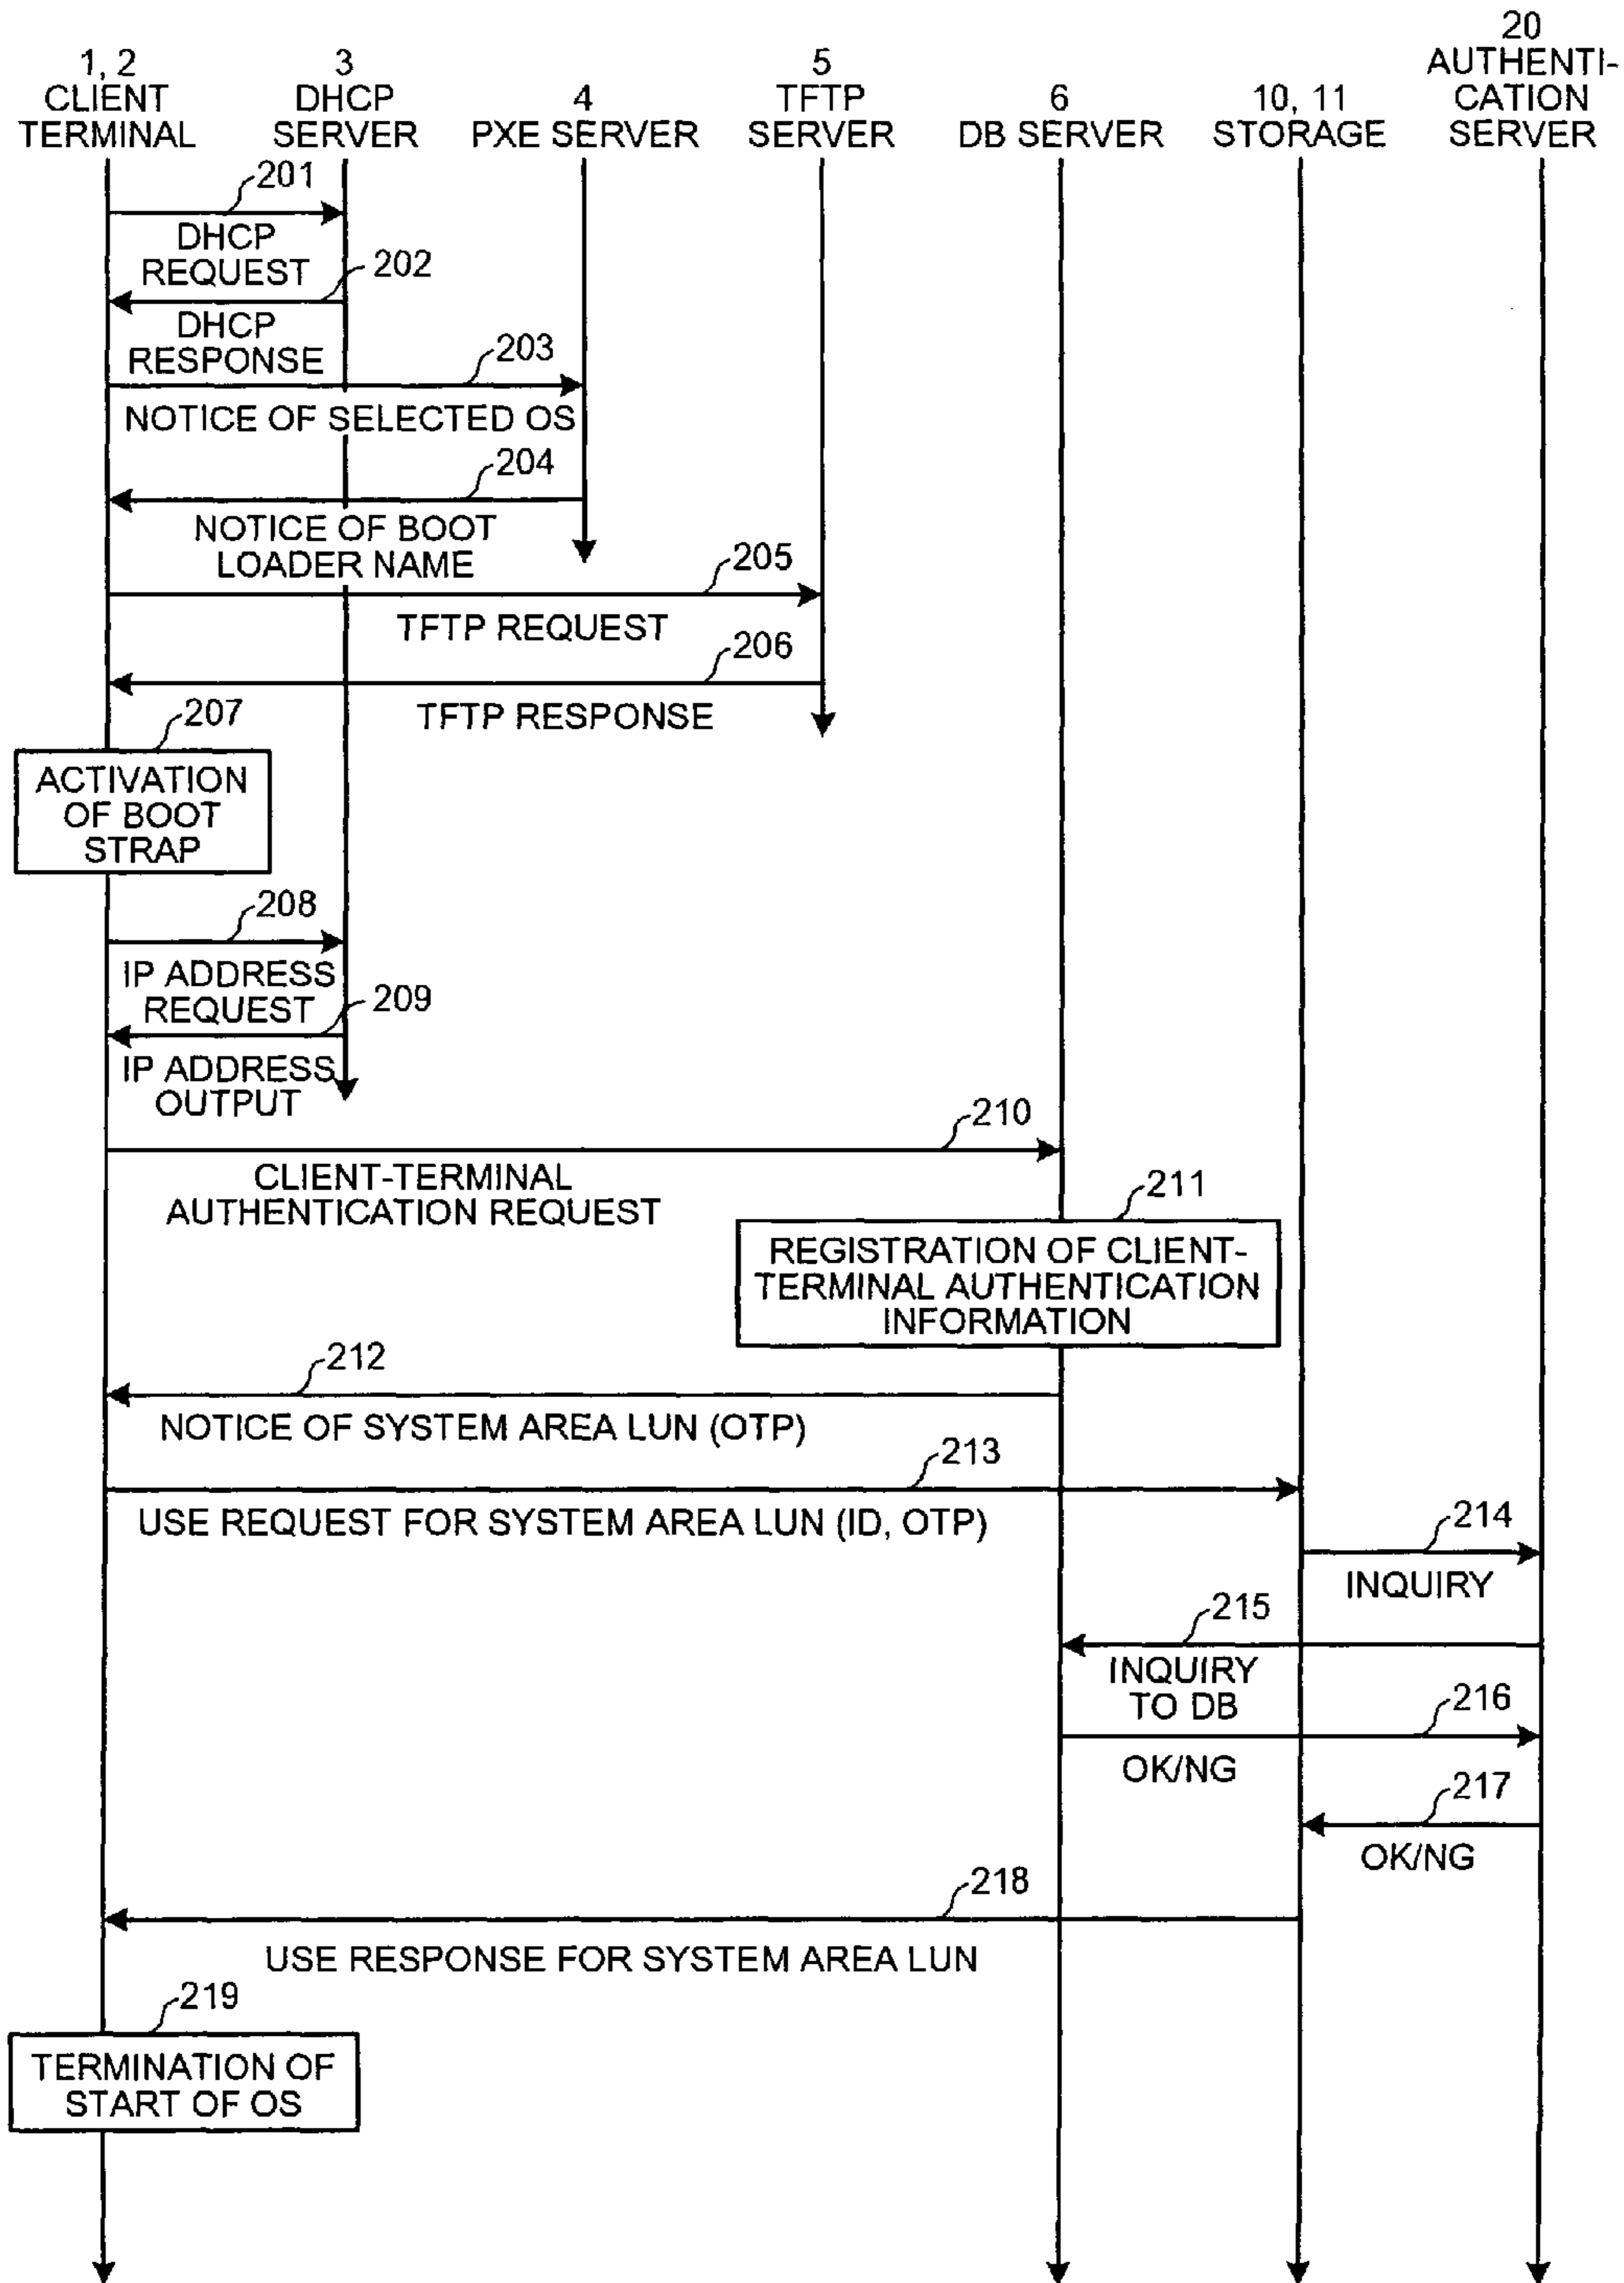 1, 2
CLIENT
TERMINAL
3
DHCP
SERVER
4
PXE SERVER
5
TFTP
SERVER
6
DB SERVER
10, 11
STORAGE
20
AUTHENTI-
CATION
SERVER
201
DHCP
REQUEST
202
DHCP
RESPONSE
203
NOTICE OF SELECTED OS
204
NOTICE OF BOOT
LOADER NAME
205
TFTP REQUEST
206
TFTP RESPONSE
207
ACTIVATION
OF BOOT
STRAP
208
IP ADDRESS
REQUEST
209
IP ADDRESS
OUTPUT
210
CLIENT-TERMINAL
AUTHENTICATION REQUEST
211
REGISTRATION OF CLIENT-
TERMINAL AUTHENTICATION
INFORMATION
212
NOTICE OF SYSTEM AREA LUN (OTP)
213
USE REQUEST FOR SYSTEM AREA LUN (ID, OTP)
214
INQUIRY
215
INQUIRY
TO DB
216
OK/NG
217
OK/NG
218
USE RESPONSE FOR SYSTEM AREA LUN
219
TERMINATION OF
START OF OS